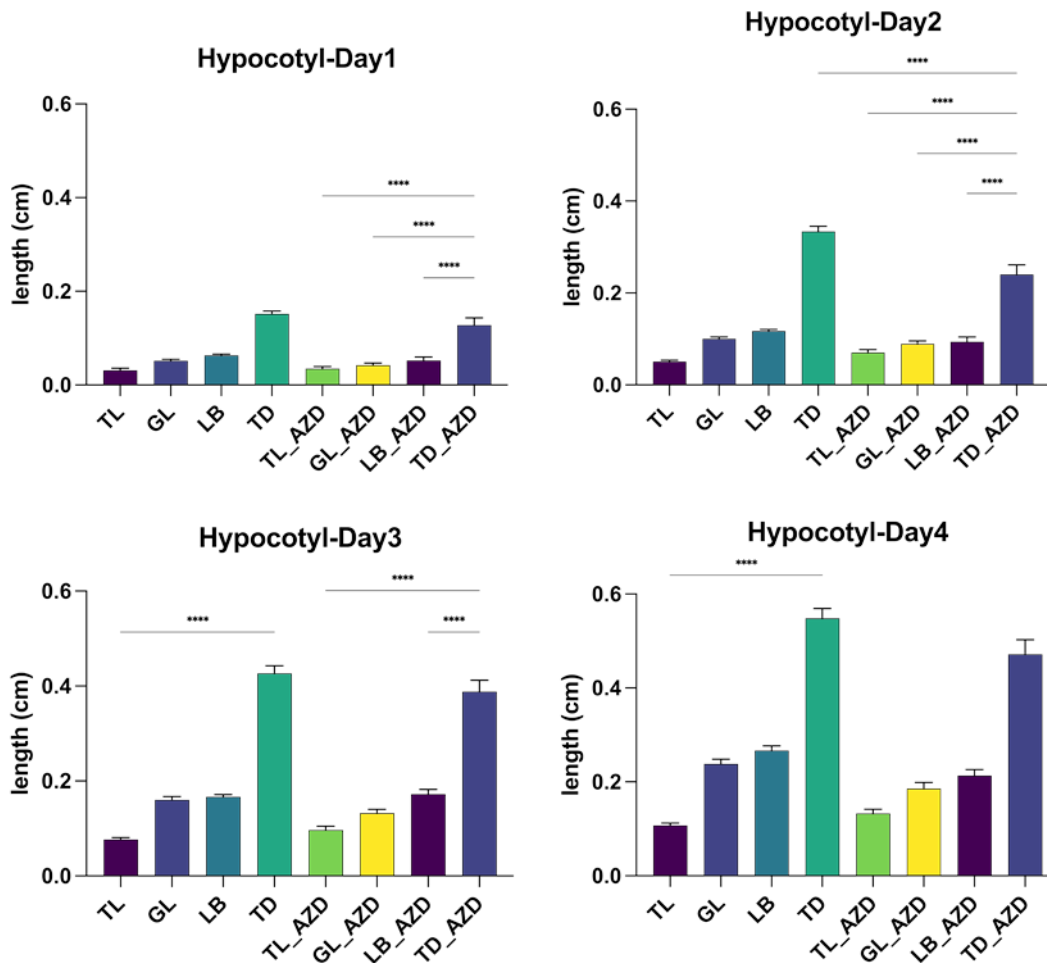 Hypocotyl-Day1
****
****
****
length (cm)
0.6
0.4
0.2
0.0
TL
GL
LB
TD
TL_AZD
GL_AZD
LB_AZD
TD_AZD
Hypocotyl-Day2
****
****
****
****
length (cm)
0.6
0.4
0.2
0.0
TL
GL
LB
TD
TL_AZD
GL_AZD
LB_AZD
TD_AZD
Hypocotyl-Day3
****
****
****
length (cm)
0.6
0.4
0.2
0.0
TL
GL
LB
TD
TL_AZD
GL_AZD
LB_AZD
TD_AZD
Hypocotyl-Day4
****
length (cm)
0.6
0.4
0.2
0.0
TL
GL
LB
TD
TL_AZD
GL_AZD
LB_AZD
TD_AZD